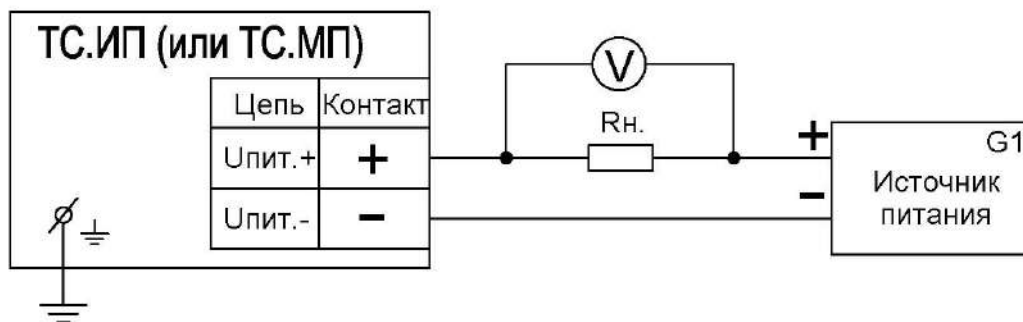 ТС.ИП (или ТС.МП)
Цепь Контакт
Uпит.+ +
Uпит.- −
V
Rн.
+
−
G1
Источник
питания